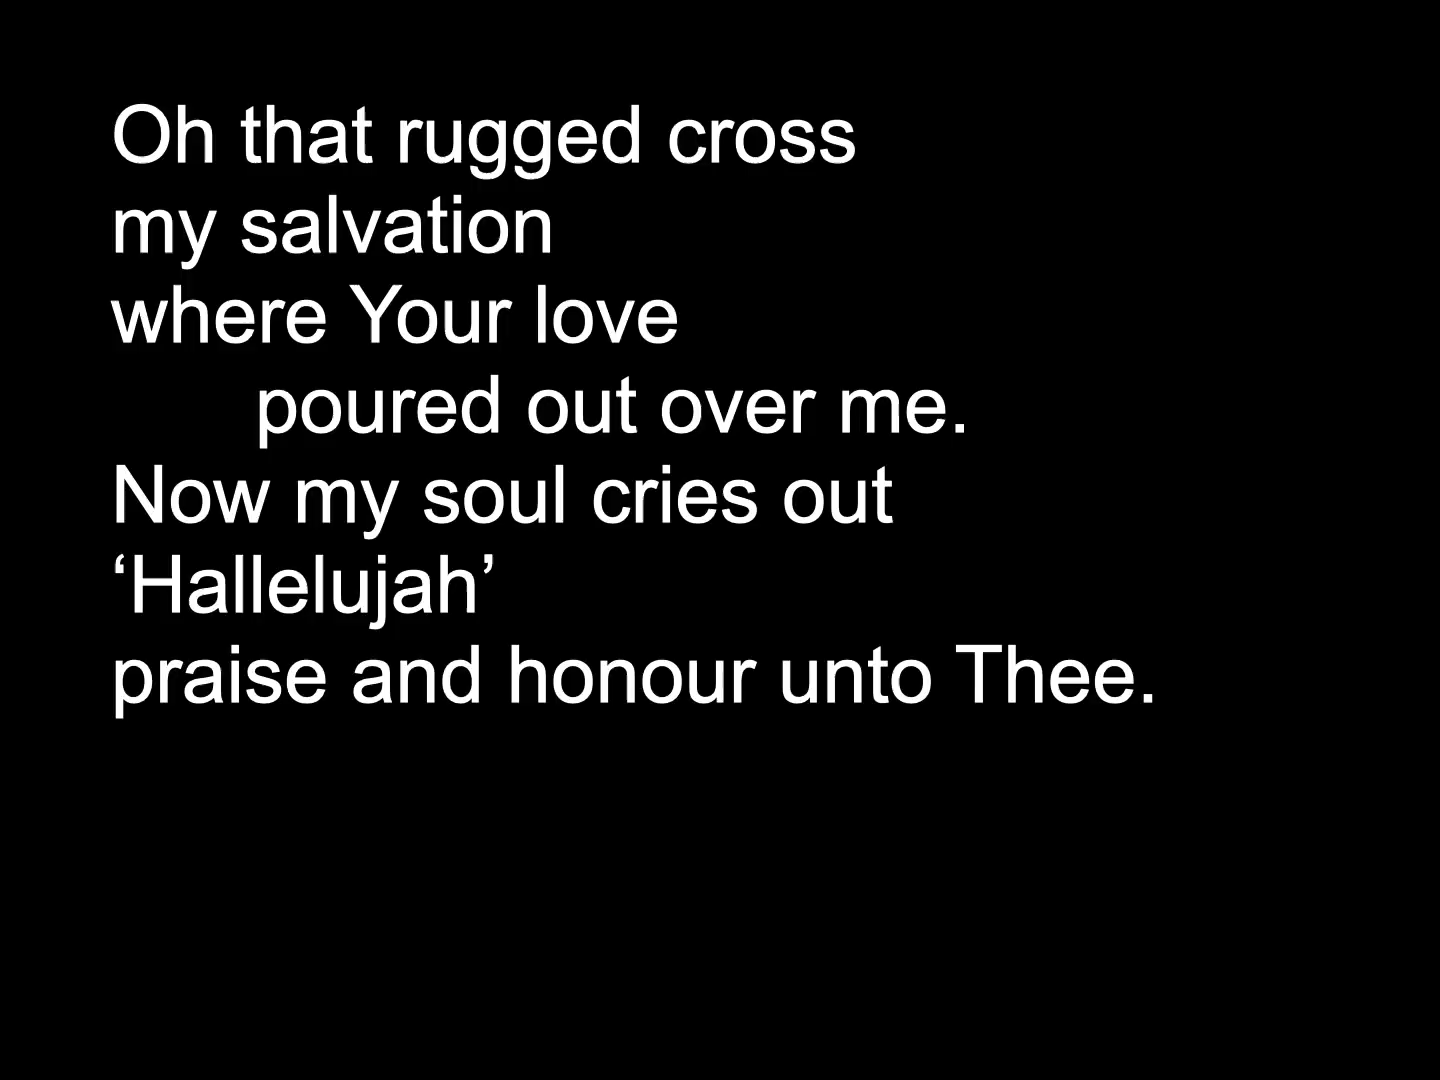 Oh that rugged cross
my salvation
where Your love
poured out over me.
Now my soul cries out
‘Hallelujah’
praise and honour unto Thee.